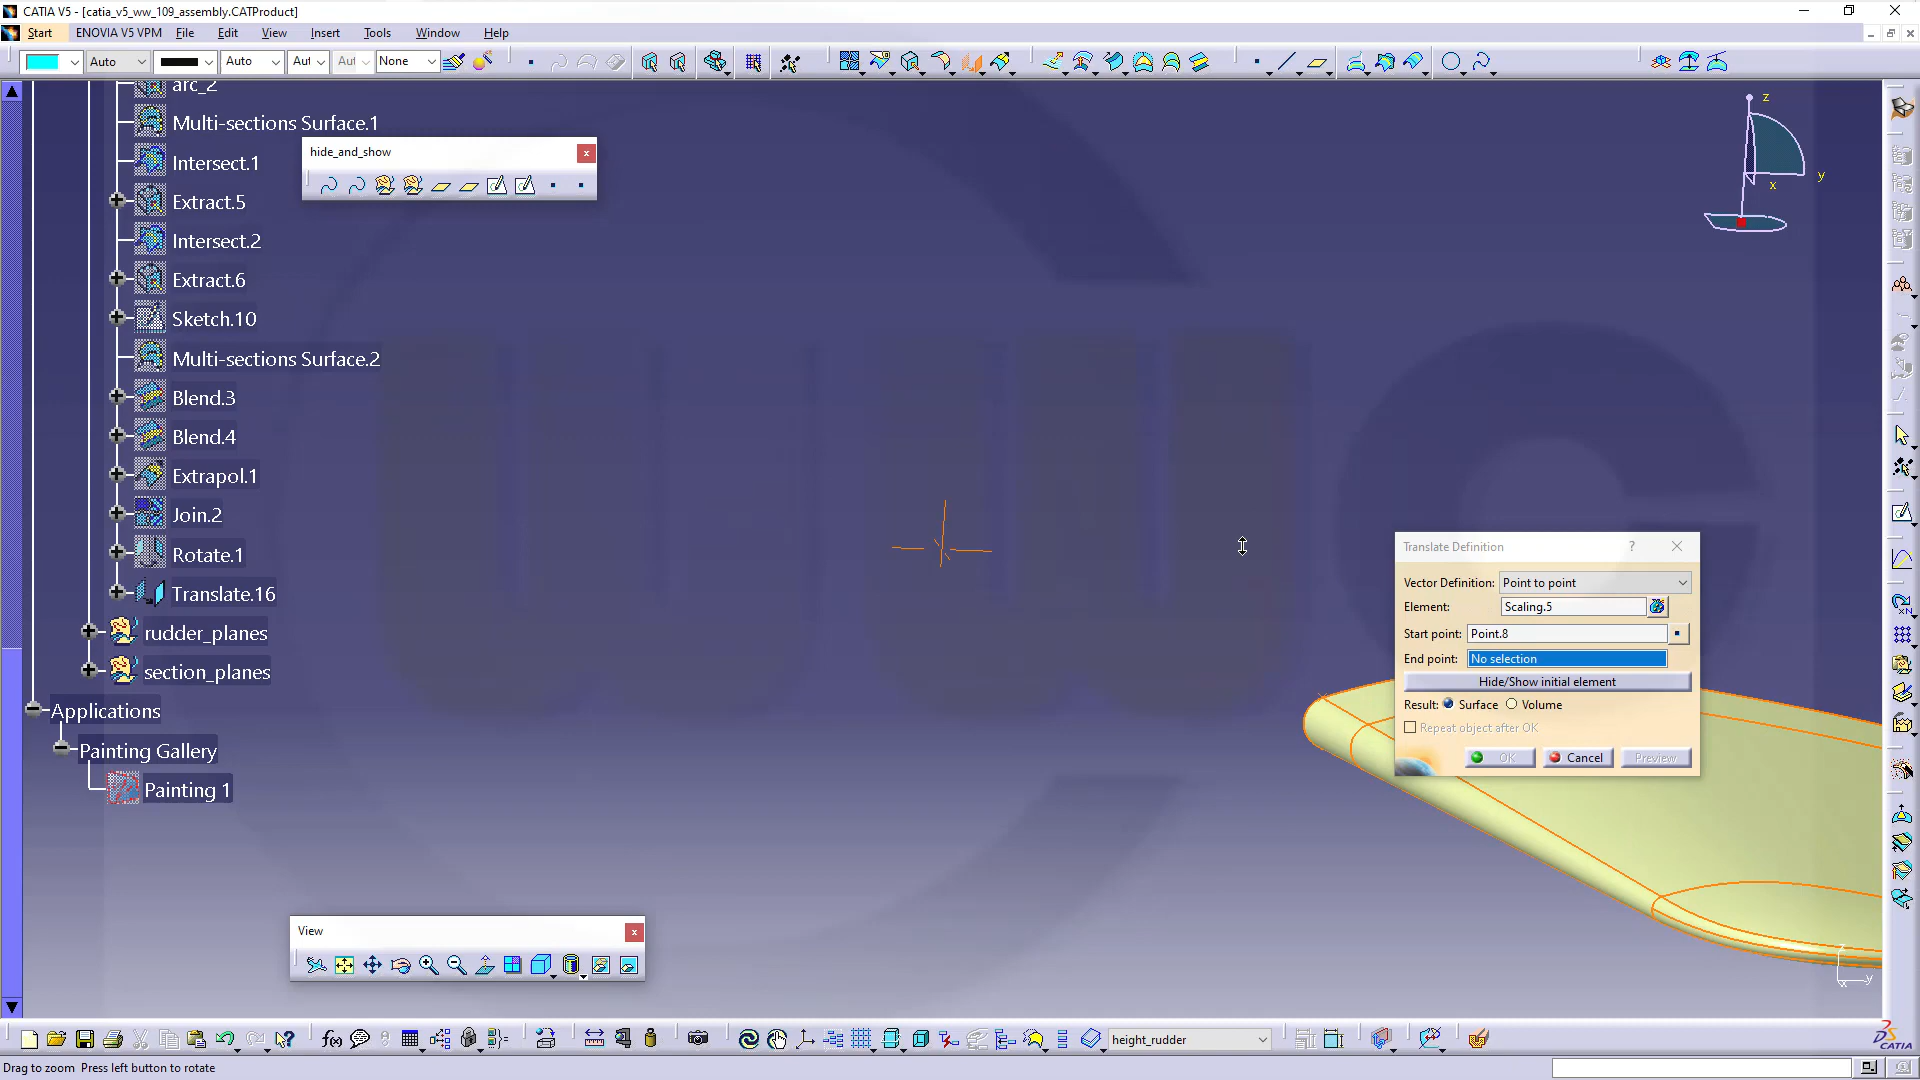 CATIA V5 - [catia_v5_ww_109_assembly.CATProduct]
Start ENOVIA V5 VPM File Edit View Insert Tools Window Help
Auto Auto Aut Aut None
arc_2
Multi-sections Surface.1
Intersect.1
Extract.5
Intersect.2
Extract.6
Sketch.10
Multi-sections Surface.2
Blend.3
Blend.4
Extrapol.1
Join.2
Rotate.1
Translate.16
rudder_planes
section_planes
Applications
Painting Gallery
Painting 1
hide_and_show
z
y
x
Translate Definition
Vector Definition: Point to point
Element: Scaling.5
Start point: Point.8
End point: No selection
Hide/Show initial element
Result: Surface Volume
Repeat object after OK
OK Cancel Preview
View
height_rudder
Drag to zoom Press left button to rotate
CATIA